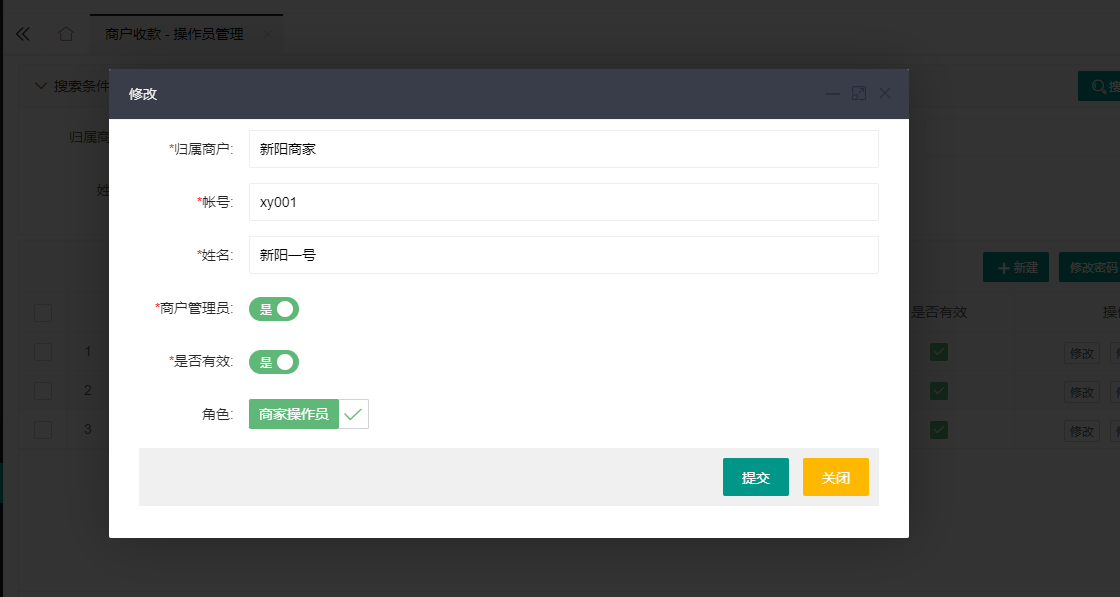 商户收款 - 操作员管理
搜索条件
修改
归属商
*归属商户: 新阳商家
*帐号: xy001
*姓名: 新阳一号
*商户管理员: 是
*是否有效: 是
角色: 商家操作员
提交 关闭
新建 修改密码
是否有效
1 修改
2 修改
3 修改